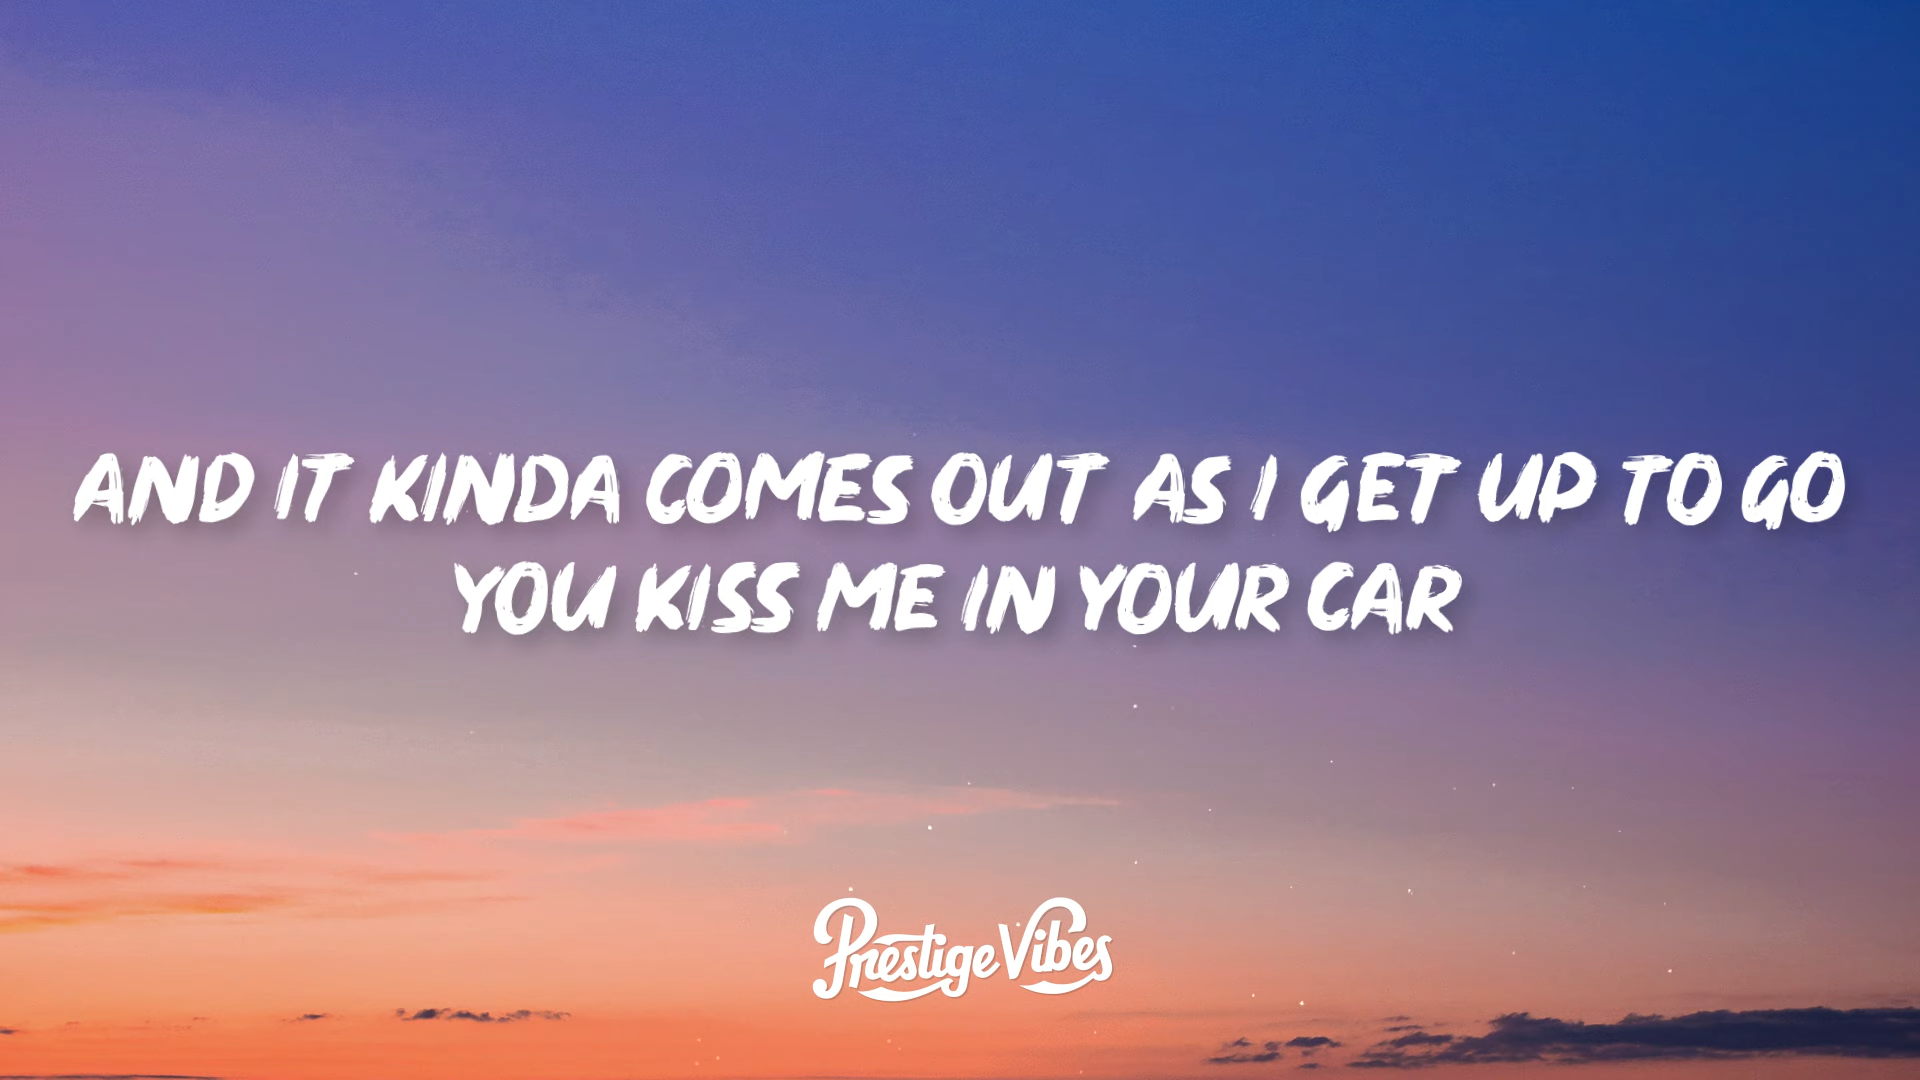 AND IT KINDA COMES OUT AS I GET UP TO GO
YOU KISS ME IN YOUR CAR
Prestige Vibes